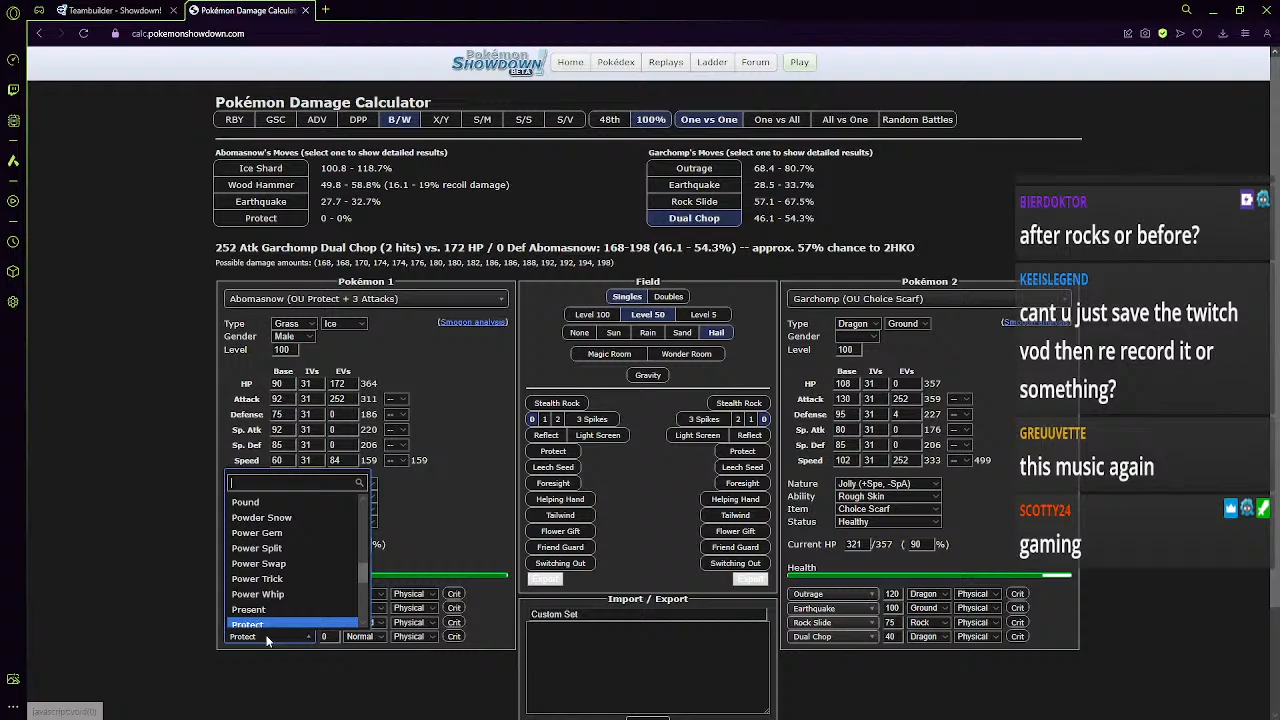 Teambuilder - Showdown!
Pokémon Damage Calculat
calc.pokemonshowdown.com
Pokémon
SHOWDOWN!
BETA
Home
Pokédex
Replays
Ladder
Forum
Play
Pokémon Damage Calculator
RBY GSC ADV DPP B/W X/Y S/M S/S S/V 48th 100% One vs One One vs All All vs One Random Battles
Abomasnow's Moves (select one to show detailed results)
Ice Shard 100.8 - 118.7%
Wood Hammer 49.8 - 58.8% (16.1 - 19% recoil damage)
Earthquake 27.7 - 32.7%
Protect 0 - 0%
Garchomp's Moves (select one to show detailed results)
Outrage 68.4 - 80.7%
Earthquake 28.5 - 33.7%
Rock Slide 57.1 - 67.5%
Dual Chop 46.1 - 54.3%
252 Atk Garchomp Dual Chop (2 hits) vs. 172 HP / 0 Def Abomasnow: 168-198 (46.1 - 54.3%) -- approx. 57% chance to 2HKO
Possible damage amounts: (168, 168, 170, 174, 174, 176, 180, 180, 182, 186, 186, 188, 192, 192, 194, 198)
Pokémon 1
Abomasnow (OU Protect + 3 Attacks)
Type Grass Ice (Smogon analysis)
Gender Male
Level 100
Base IVs EVs
HP 90 31 172 364
Attack 92 31 252 311 --
Defense 75 31 0 186 --
Sp. Atk 92 31 0 220 --
Sp. Def 85 31 0 206 --
Speed 60 31 84 159 -- 159
Pound
Powder Snow
Power Gem
Power Split
Power Swap
Power Trick
Power Whip
Present
Protect
%)
Physical Crit
Physical Crit
Physical Crit
Protect 0 Normal Physical Crit
Field
Singles Doubles
Level 100 Level 50 Level 5
None Sun Rain Sand Hail
Magic Room Wonder Room
Gravity
Stealth Rock Stealth Rock
0 1 2 3 Spikes 3 Spikes 2 1 0
Reflect Light Screen Light Screen Reflect
Protect Protect
Leech Seed Leech Seed
Foresight Foresight
Helping Hand Helping Hand
Tailwind Tailwind
Flower Gift Flower Gift
Friend Guard Friend Guard
Switching Out Switching Out
Export Export
Import / Export
Custom Set
Pokémon 2
Garchomp (OU Choice Scarf)
Type Dragon Ground
Gender
Level 100
Base IVs EVs
HP 108 31 0 357
Attack 130 31 252 359 --
Defense 95 31 4 227 --
Sp. Atk 80 31 0 176 --
Sp. Def 85 31 0 206 --
Speed 102 31 252 333 -- 499
Nature Jolly (+Spe, -SpA)
Ability Rough Skin
Item Choice Scarf
Status Healthy
Current HP 321 /357 ( 90 %)
Health
Outrage 120 Dragon Physical Crit
Earthquake 100 Ground Physical Crit
Rock Slide 75 Rock Physical Crit
Dual Chop 40 Dragon Physical Crit
BIERDOKTOR
after rocks or before?
KEEISLEGEND
cant u just save the twitch
vod then re record it or
something?
GREUUVETTE
this music again
SCOTTY24
gaming
javascript:void(0)